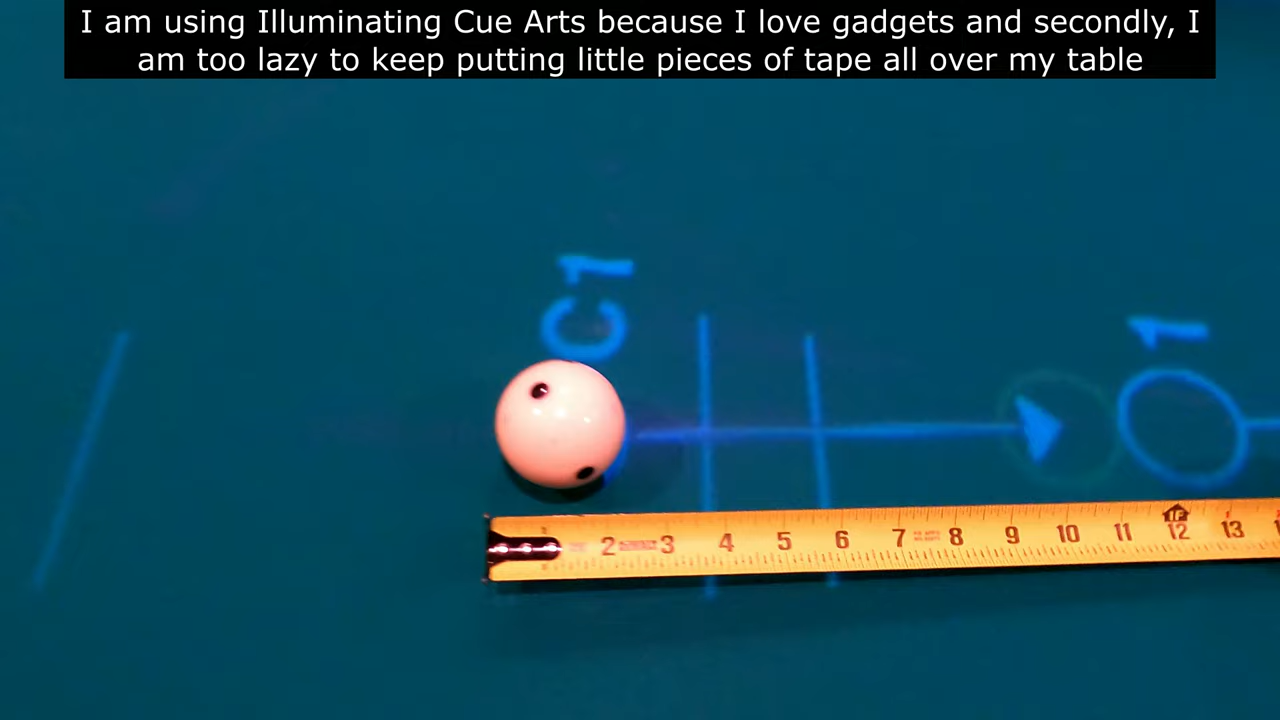 I am using Illuminating Cue Arts because I love gadgets and secondly, I
am too lazy to keep putting little pieces of tape all over my table
C1
1
2 3 4 5 6 7 8 9 10 11 12 13
1F